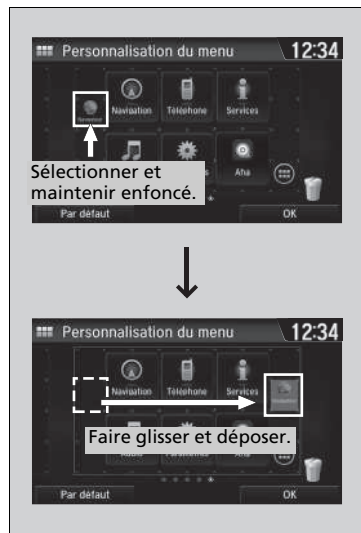 Personnalisation du menu 12:34
Navigation Téléphone Services
Sélectionner et
maintenir enfoncé.
Aha
Par défaut OK
Personnalisation du menu 12:34
Navigation Téléphone Services
Faire glisser et déposer.
Audio Paramètres Aha
Par défaut OK